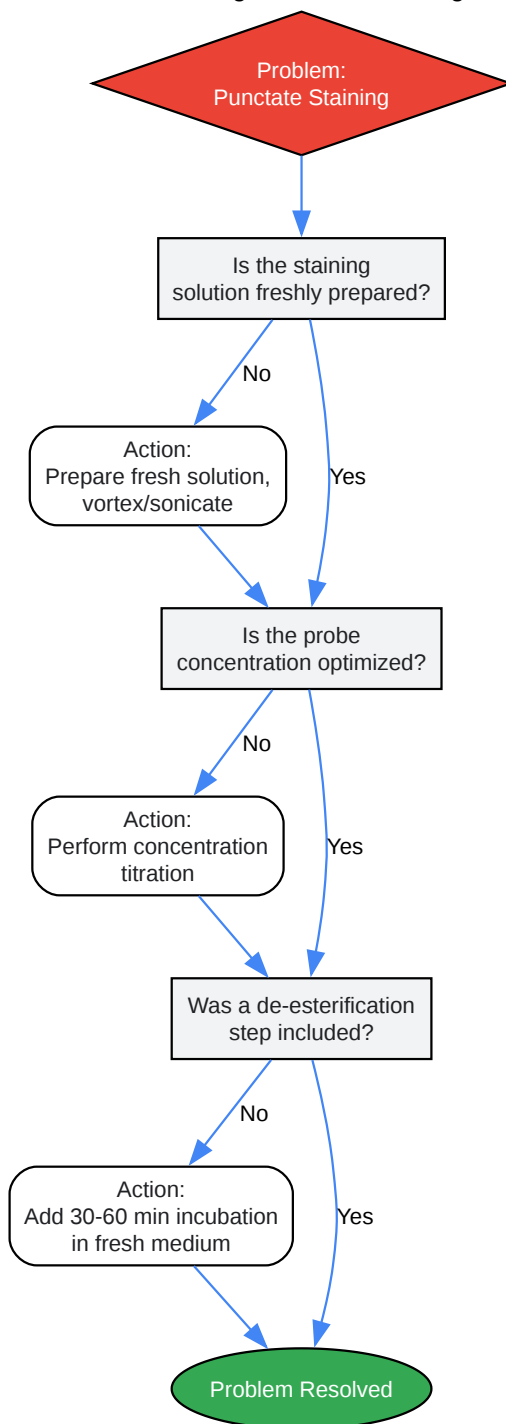 Problem:
Punctate Staining
Is the staining
solution freshly prepared?
No
Yes
Action:
Prepare fresh solution,
vortex/sonicate
Is the probe
concentration optimized?
No
Yes
Action:
Perform concentration
titration
Was a de-esterification
step included?
No
Yes
Action:
Add 30-60 min incubation
in fresh medium
Problem Resolved